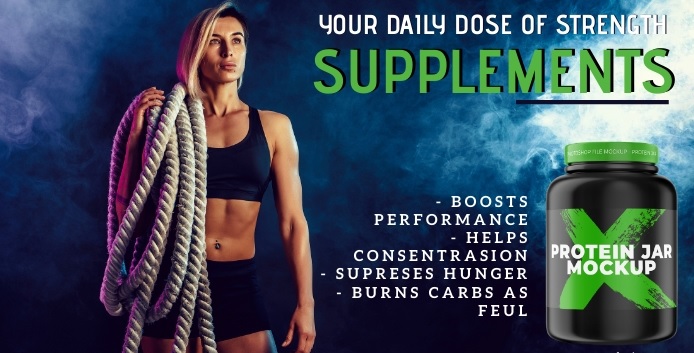 YOUR DAILY DOSE OF STRENGTH
SUPPLEMENTS
- BOOSTS
PERFORMANCE
- HELPS
CONSENTRASION
- SUPRESES HUNGER
- BURNS CARBS AS
FEUL
PROTEIN JAR
MOCKUP